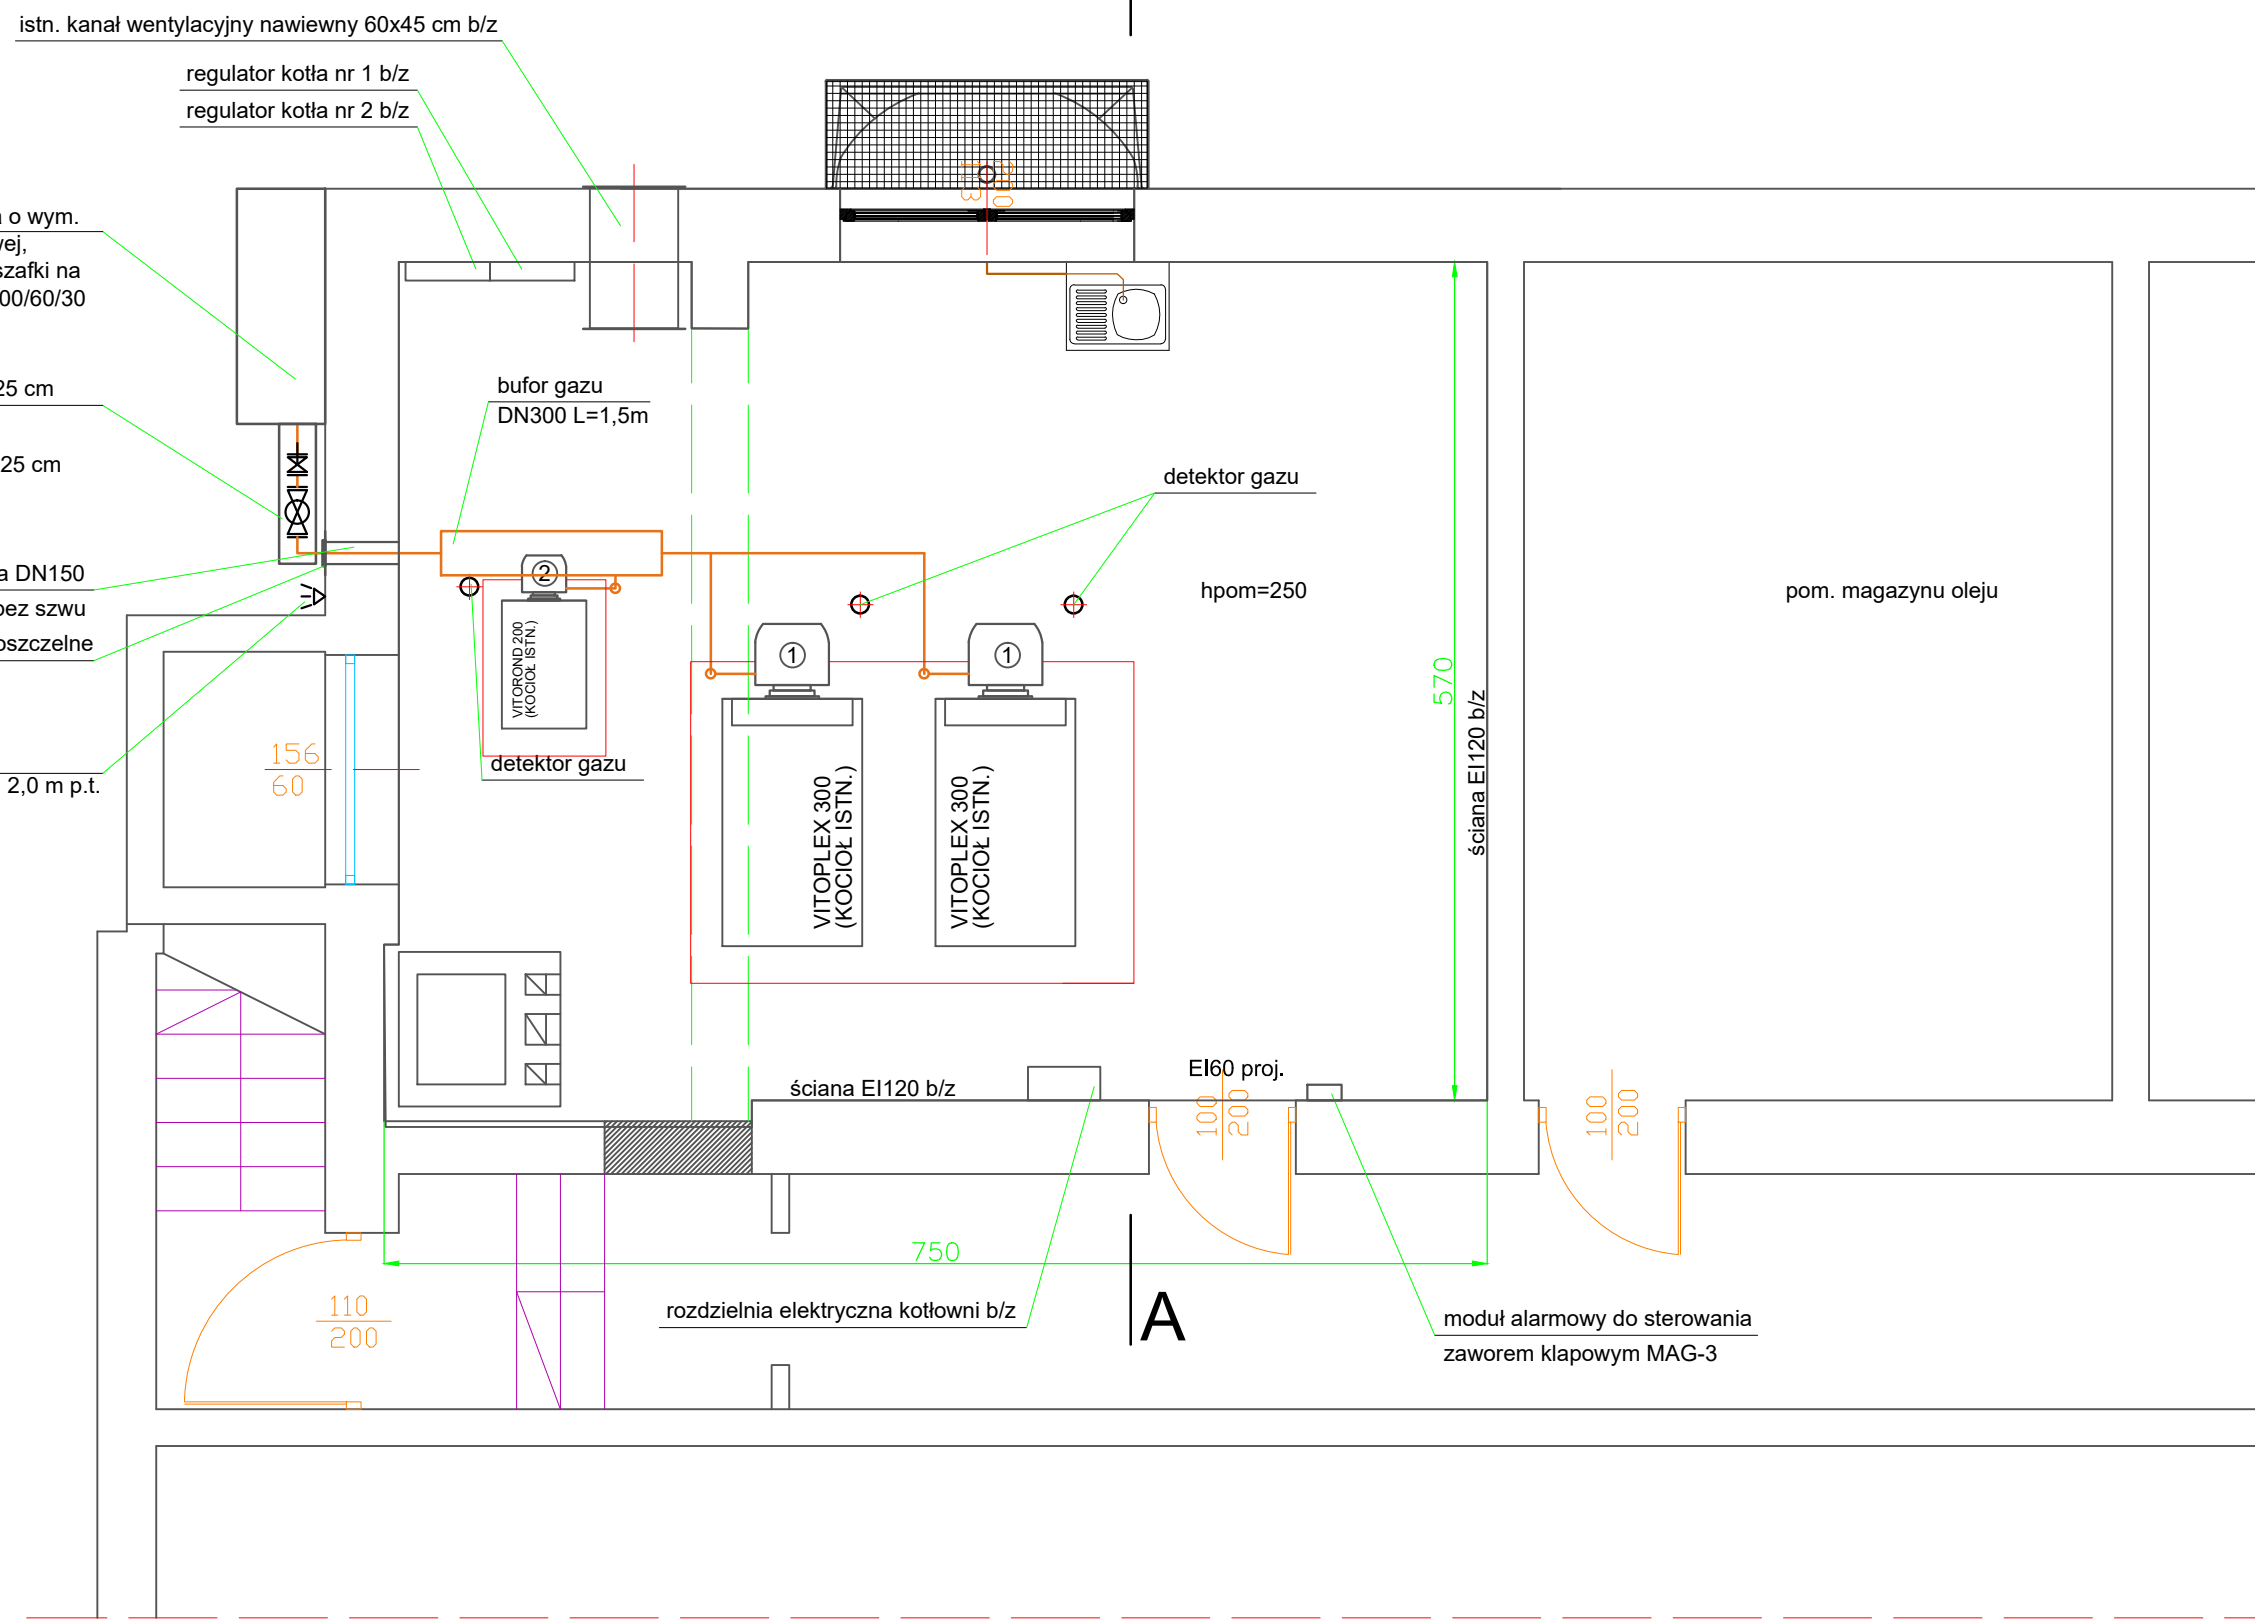 istn. kanał wentylacyjny nawiewny 60x45 cm b/z
regulator kotła nr 1 b/z
regulator kotła nr 2 b/z
o wym.
szafki na
00/60/30
25 cm
25 cm
DN150
bez szwu
2,0 m p.t.
bufor gazu
DN300 L=1,5m
detektor gazu
hpom=250
pom. magazynu oleju
2
1
1
VITOROND 200
(KOCIOŁ ISTN.)
detektor gazu
VITOPLEX 300
(KOCIOŁ ISTN.)
VITOPLEX 300
(KOCIOŁ ISTN.)
570
ściana EI120 b/z
156
60
EI60 proj.
ściana EI120 b/z
100
200
100
200
750
110
200
rozdzielnia elektryczna kotłowni b/z
A
moduł alarmowy do sterowania
zaworem klapowym MAG-3